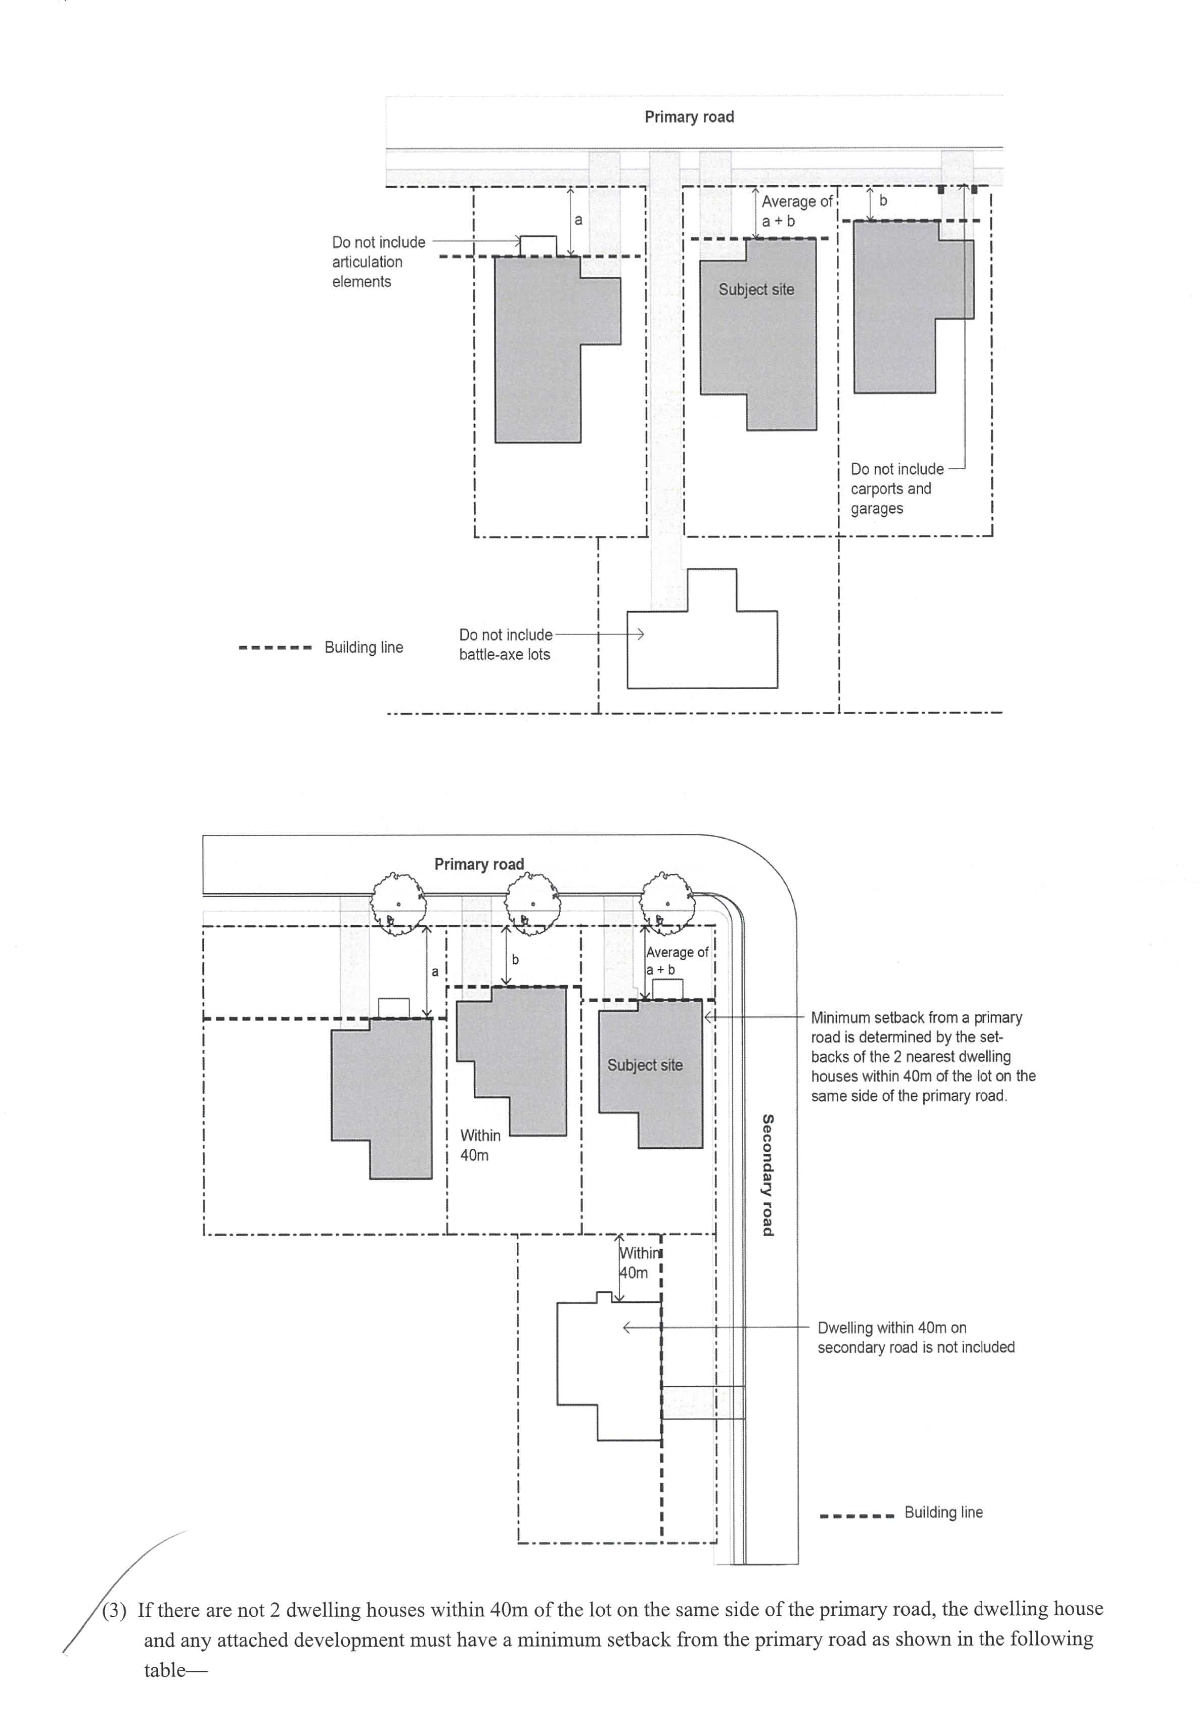 Primary road
a
Average of
a + b
b
Do not include
articulation
elements
Subject site
Do not include
carports and
garages
Do not include
battle-axe lots
Building line
Primary road
a
b
Average of
a + b
Minimum setback from a primary
road is determined by the set-
backs of the 2 nearest dwelling
houses within 40m of the lot on the
same side of the primary road.
Subject site
Within
40m
Secondary road
Within
40m
Dwelling within 40m on
secondary road is not included
Building line
(3) If there are not 2 dwelling houses within 40m of the lot on the same side of the primary road, the dwelling house
and any attached development must have a minimum setback from the primary road as shown in the following
table—